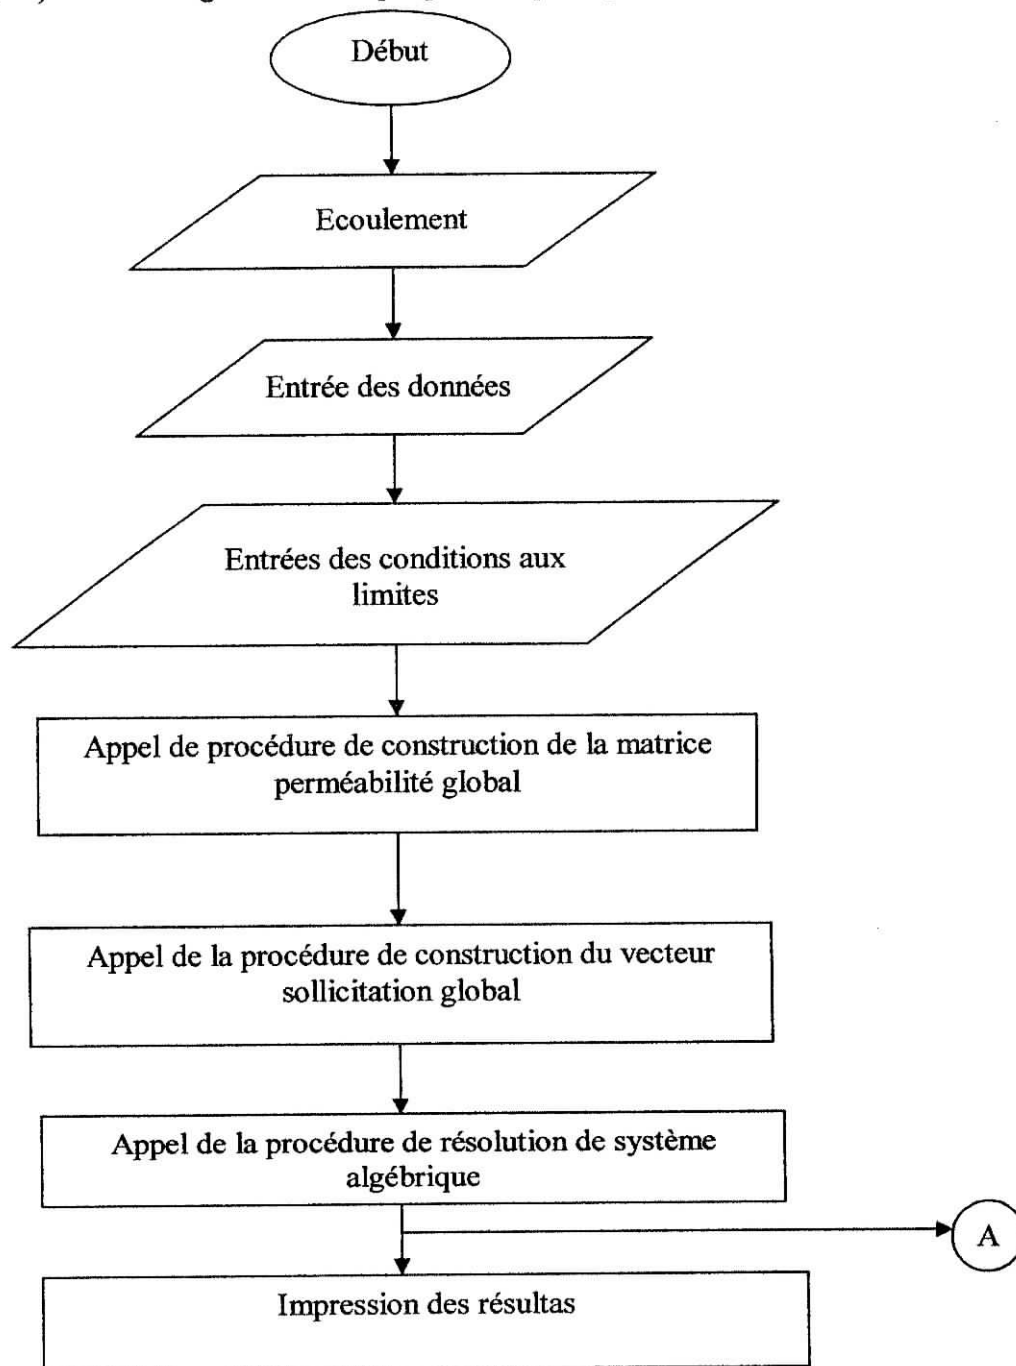 Début
Ecoulement
Entrée des données
Entrées des conditions aux
limites
Appel de procédure de construction de la matrice
perméabilité global
Appel de la procédure de construction du vecteur
sollicitation global
Appel de la procédure de résolution de système
algébrique
A
Impression des résultas